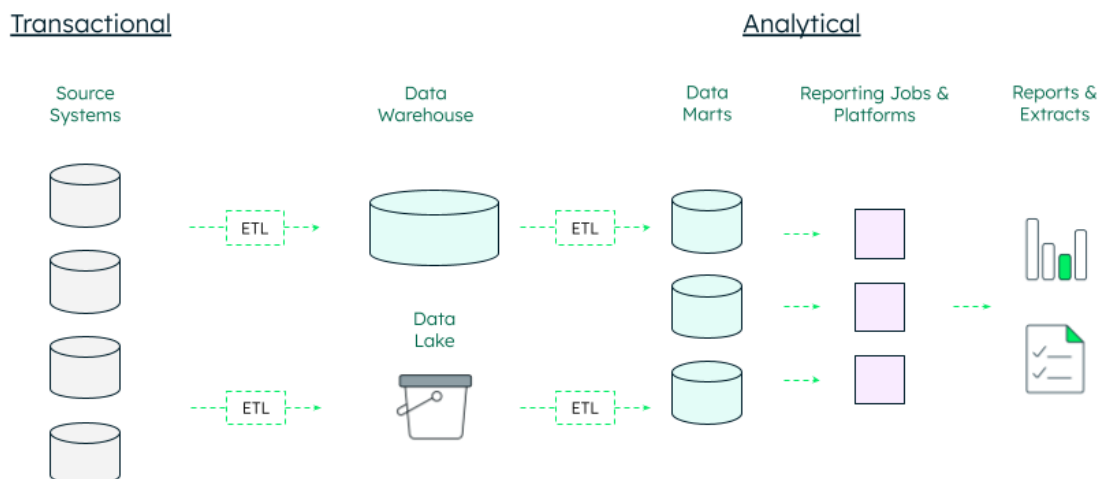 Transactional
Analytical
Source
Systems
Data
Warehouse
Data
Marts
Reporting Jobs &
Platforms
Reports &
Extracts
ETL
ETL
Data
Lake
ETL
ETL